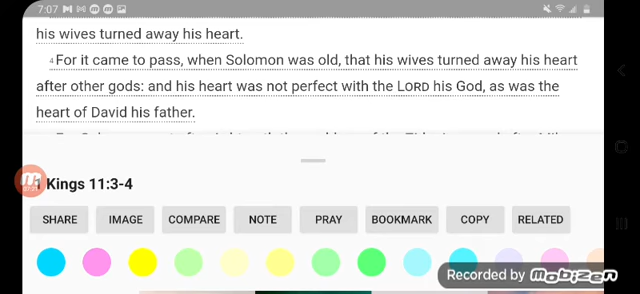 7:07
his wives turned away his heart.
4 For it came to pass, when Solomon was old, that his wives turned away his heart
after other gods: and his heart was not perfect with the LORD his God, as was the
heart of David his father.
1 Kings 11:3-4
SHARE IMAGE COMPARE NOTE PRAY BOOKMARK COPY RELATED
Recorded by mobizen